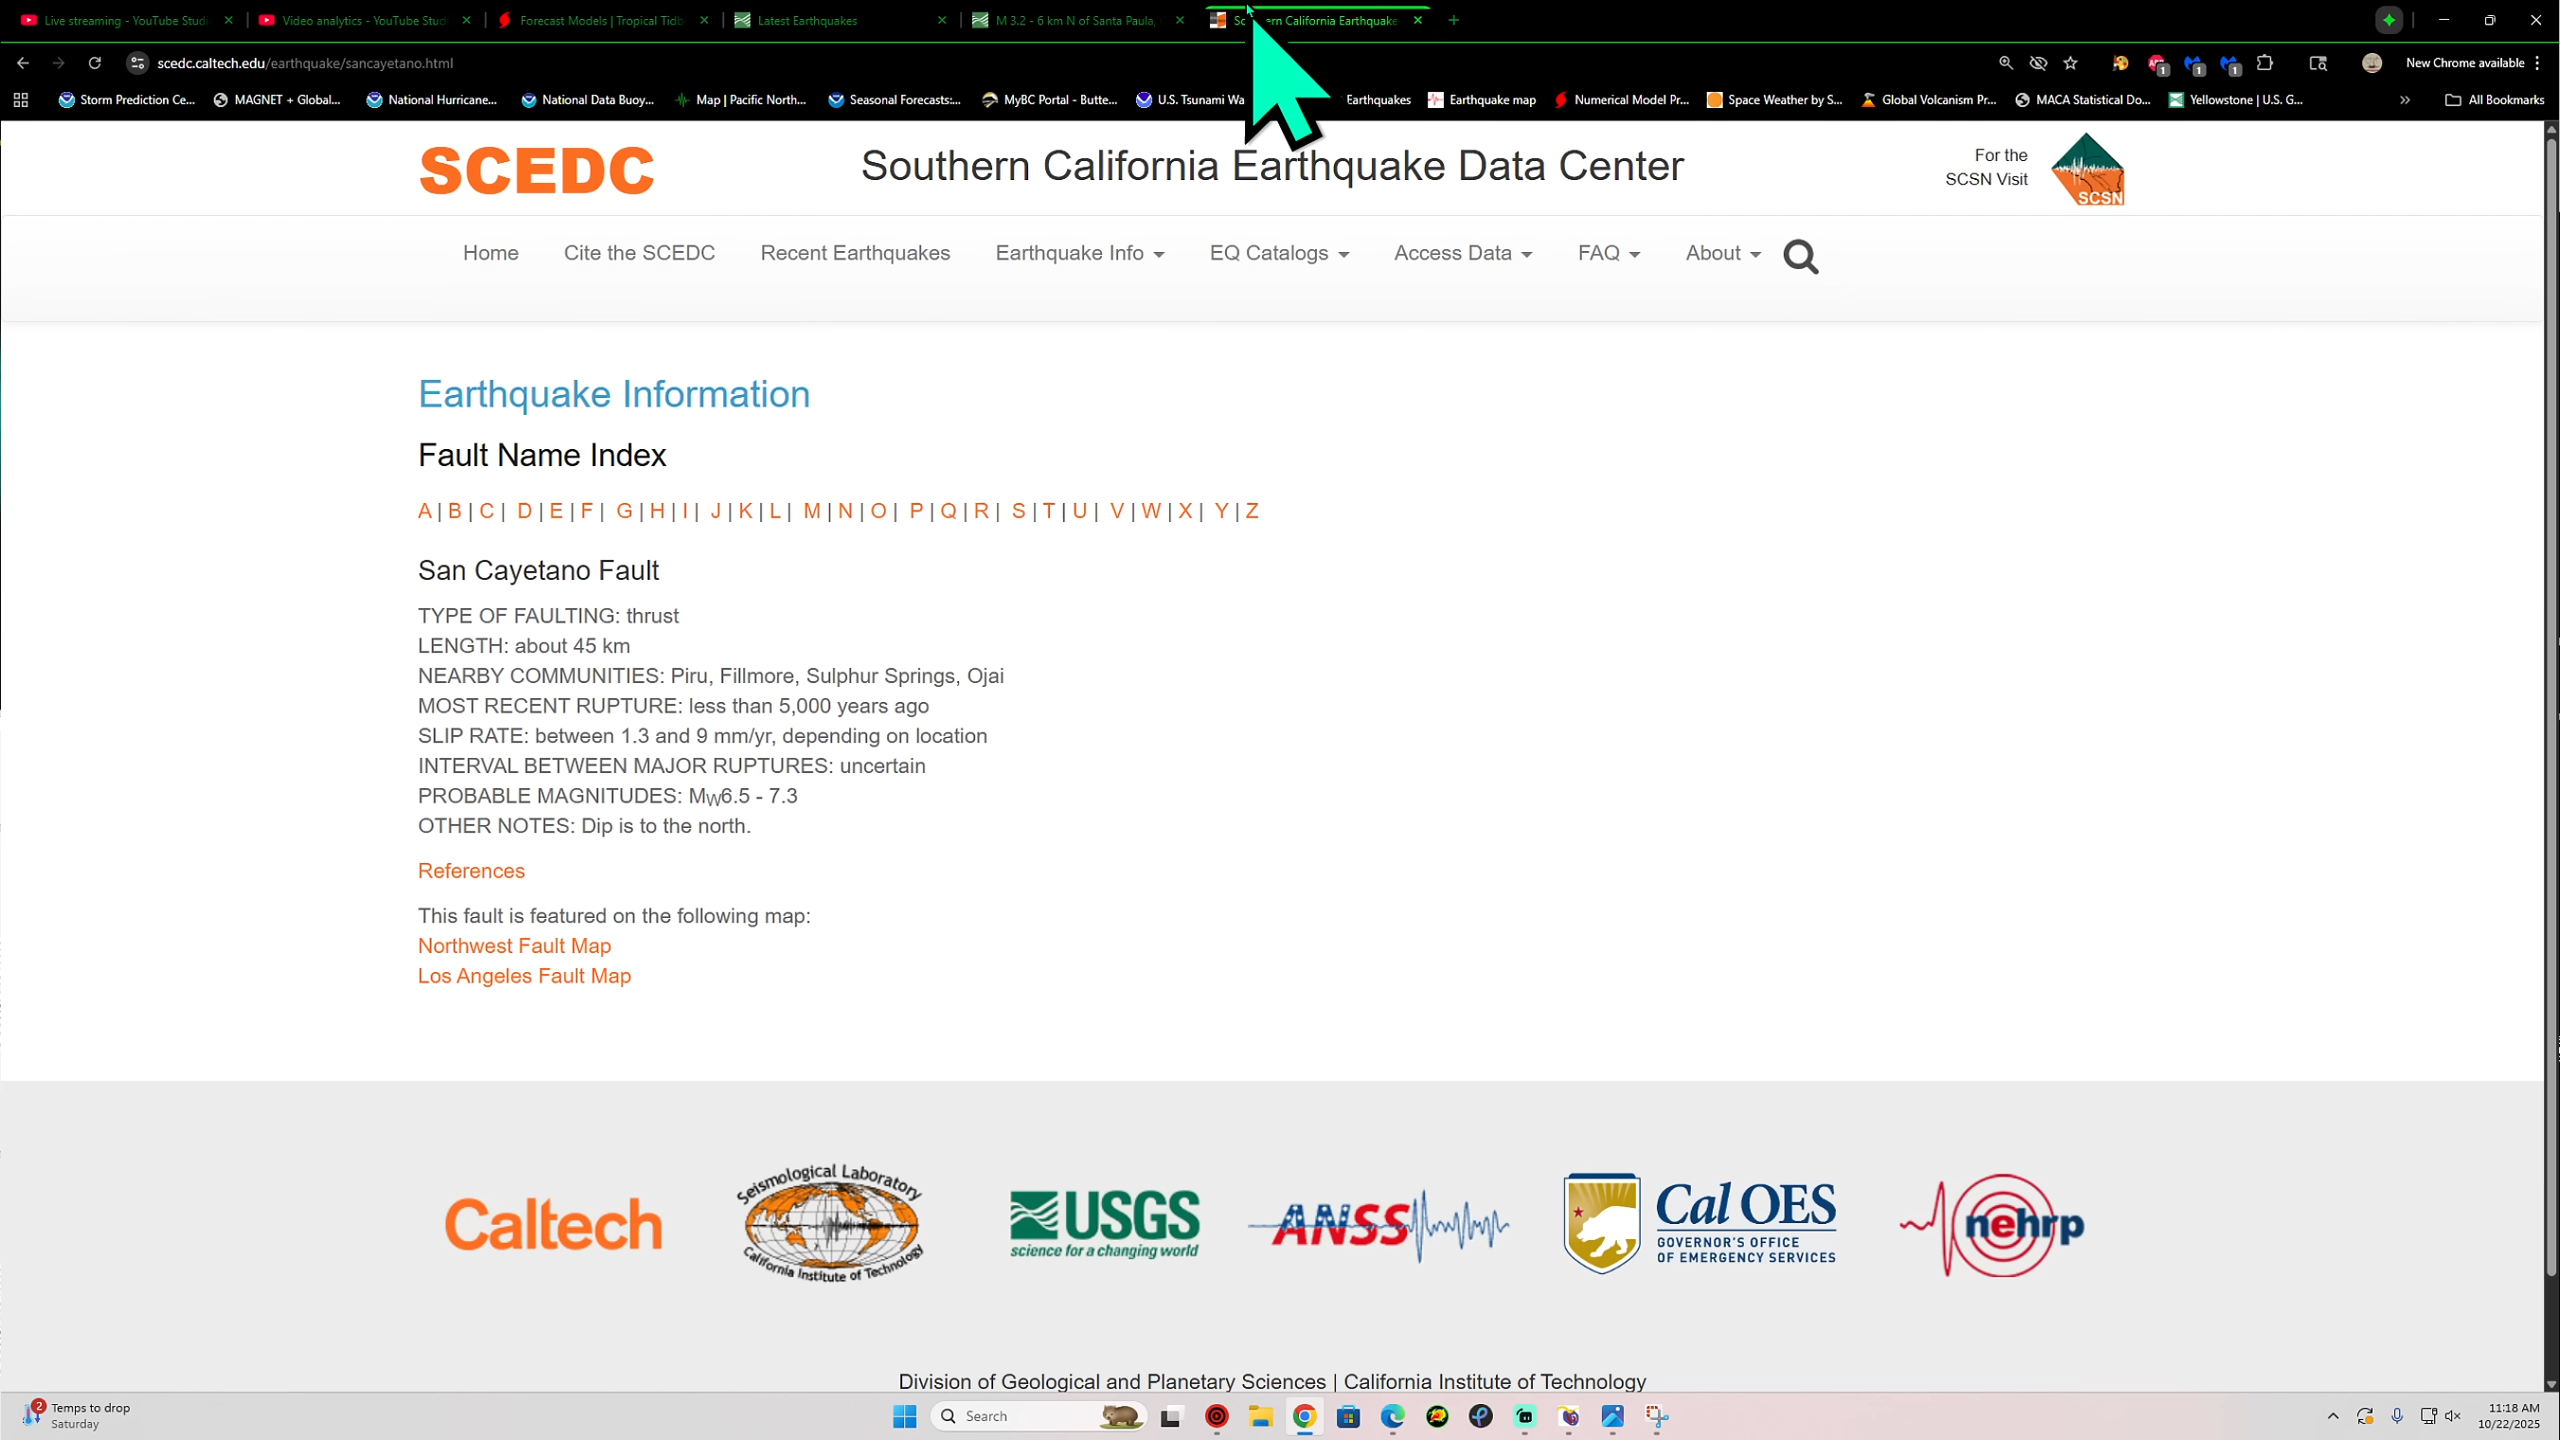 Live streaming - YouTube Studi
Video analytics - YouTube Stud
Forecast Models | Tropical Tidb
Latest Earthquakes
M 3.2 - 6 km N of Santa Paula,
ern California Earthquake
scedc.caltech.edu/earthquake/sancayetano.html
New Chrome available
Storm Prediction Ce...
MAGNET + Global...
National Hurricane...
National Data Buoy...
Map | Pacific North...
Seasonal Forecasts:...
MyBC Portal - Butte...
U.S. Tsunami Wa
Earthquakes
Earthquake map
Numerical Model Pr...
Space Weather by S...
Global Volcanism Pr...
MACA Statistical Do...
Yellowstone | U.S. G...
All Bookmarks
SCEDC
Southern California Earthquake Data Center
For the
SCSN Visit
SCSN
Home
Cite the SCEDC
Recent Earthquakes
Earthquake Info
EQ Catalogs
Access Data
FAQ
About
Earthquake Information
Fault Name Index
A | B | C | D | E | F | G | H | I | J | K | L | M | N | O | P | Q | R | S | T | U | V | W | X | Y | Z
San Cayetano Fault
TYPE OF FAULTING: thrust
LENGTH: about 45 km
NEARBY COMMUNITIES: Piru, Fillmore, Sulphur Springs, Ojai
MOST RECENT RUPTURE: less than 5,000 years ago
SLIP RATE: between 1.3 and 9 mm/yr, depending on location
INTERVAL BETWEEN MAJOR RUPTURES: uncertain
PROBABLE MAGNITUDES: MW6.5 - 7.3
OTHER NOTES: Dip is to the north.
References
This fault is featured on the following map:
Northwest Fault Map
Los Angeles Fault Map
Caltech
Seismological Laboratory
California Institute of Technology
USGS
science for a changing world
ANSS
Cal OES
GOVERNOR'S OFFICE
OF EMERGENCY SERVICES
nehrp
Division of Geological and Planetary Sciences | California Institute of Technology
2
Temps to drop
Saturday
Search
11:18 AM
10/22/2025